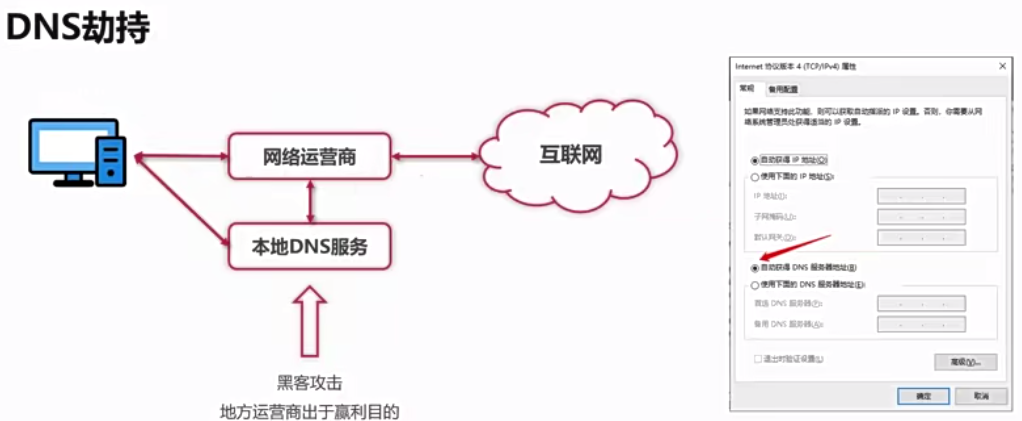 DNS劫持
网络运营商
互联网
本地DNS服务
黑客攻击
地方运营商出于赢利目的
Internet 协议版本 4 (TCP/IPv4) 属性
常规
备用配置
如果网络支持此功能，则可以获取自动指派的 IP 设置。否则，你需要从网
络系统管理员处获得适当的 IP 设置。
自动获得 IP 地址(O)
使用下面的 IP 地址(S):
IP 地址(I):
子网掩码(U):
默认网关(D):
自动获得 DNS 服务器地址(B)
使用下面的 DNS 服务器地址(E):
首选 DNS 服务器(P):
备用 DNS 服务器(A):
退出时验证设置(L)
高级(V)...
确定
取消